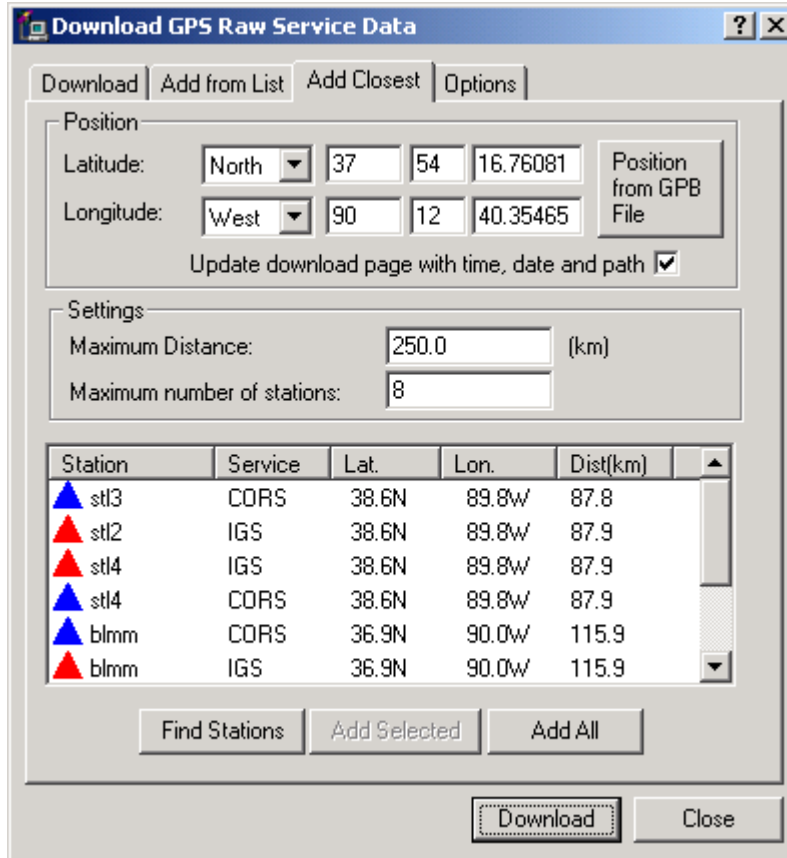 Download GPS Raw Service Data
Download Add from List Add Closest Options
Position
Latitude: North 37 54 16.76081
Longitude: West 90 12 40.35465
Position from GPB File
Update download page with time, date and path
Settings
Maximum Distance: 250.0 (km)
Maximum number of stations: 8
Station Service Lat. Lon. Dist(km)
stl3 CORS 38.6N 89.8W 87.8
stl2 IGS 38.6N 89.8W 87.9
stl4 IGS 38.6N 89.8W 87.9
stl4 CORS 38.6N 89.8W 87.9
blmm CORS 36.9N 90.0W 115.9
blmm IGS 36.9N 90.0W 115.9
Find Stations Add Selected Add All
Download Close